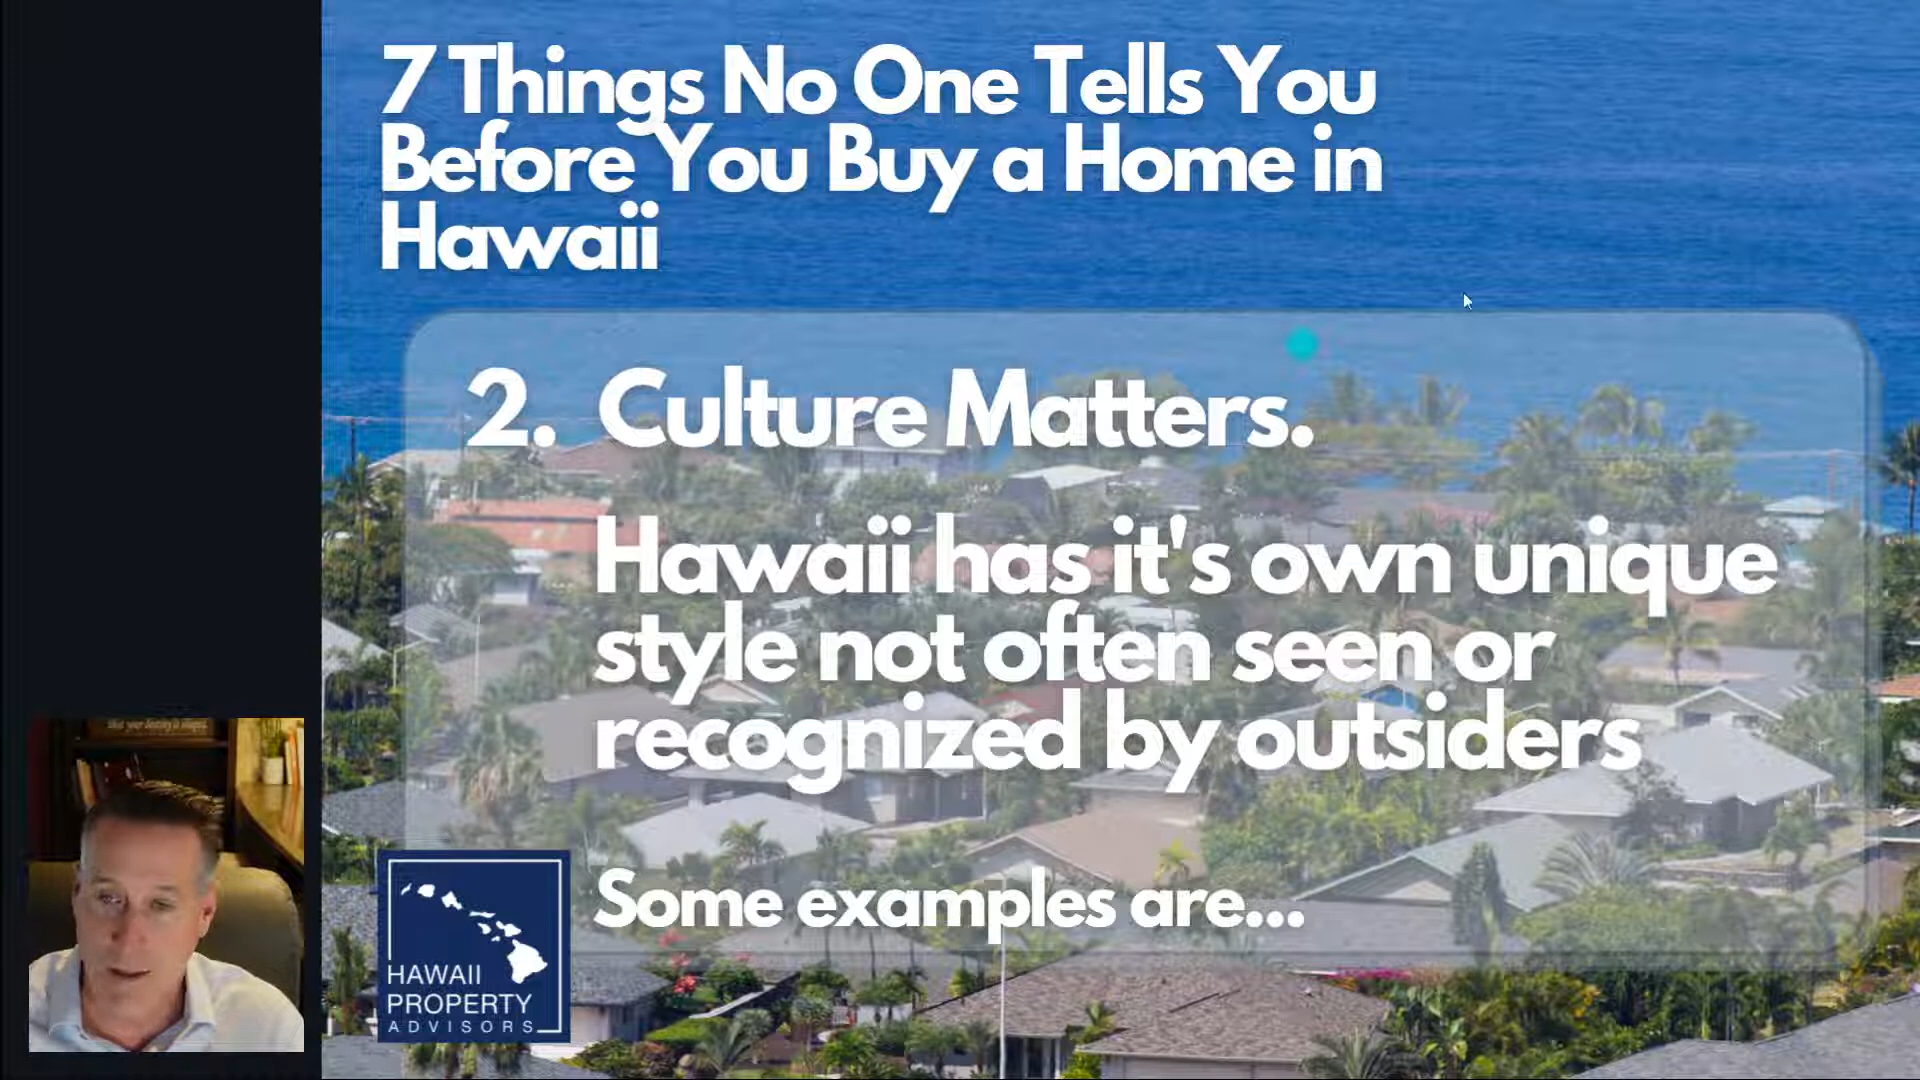 7 Things No One Tells You
Before You Buy a Home in
Hawaii
2. Culture Matters.
Hawaii has it's own unique
style not often seen or
recognized by outsiders
Some examples are...
HAWAII
PROPERTY
ADVISORS